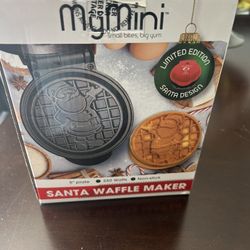 MyMini
Small bites, big yum
LIMITED EDITION
SANTA DESIGN
5" plate • 350 Watts • Non-stick
SANTA WAFFLE MAKER